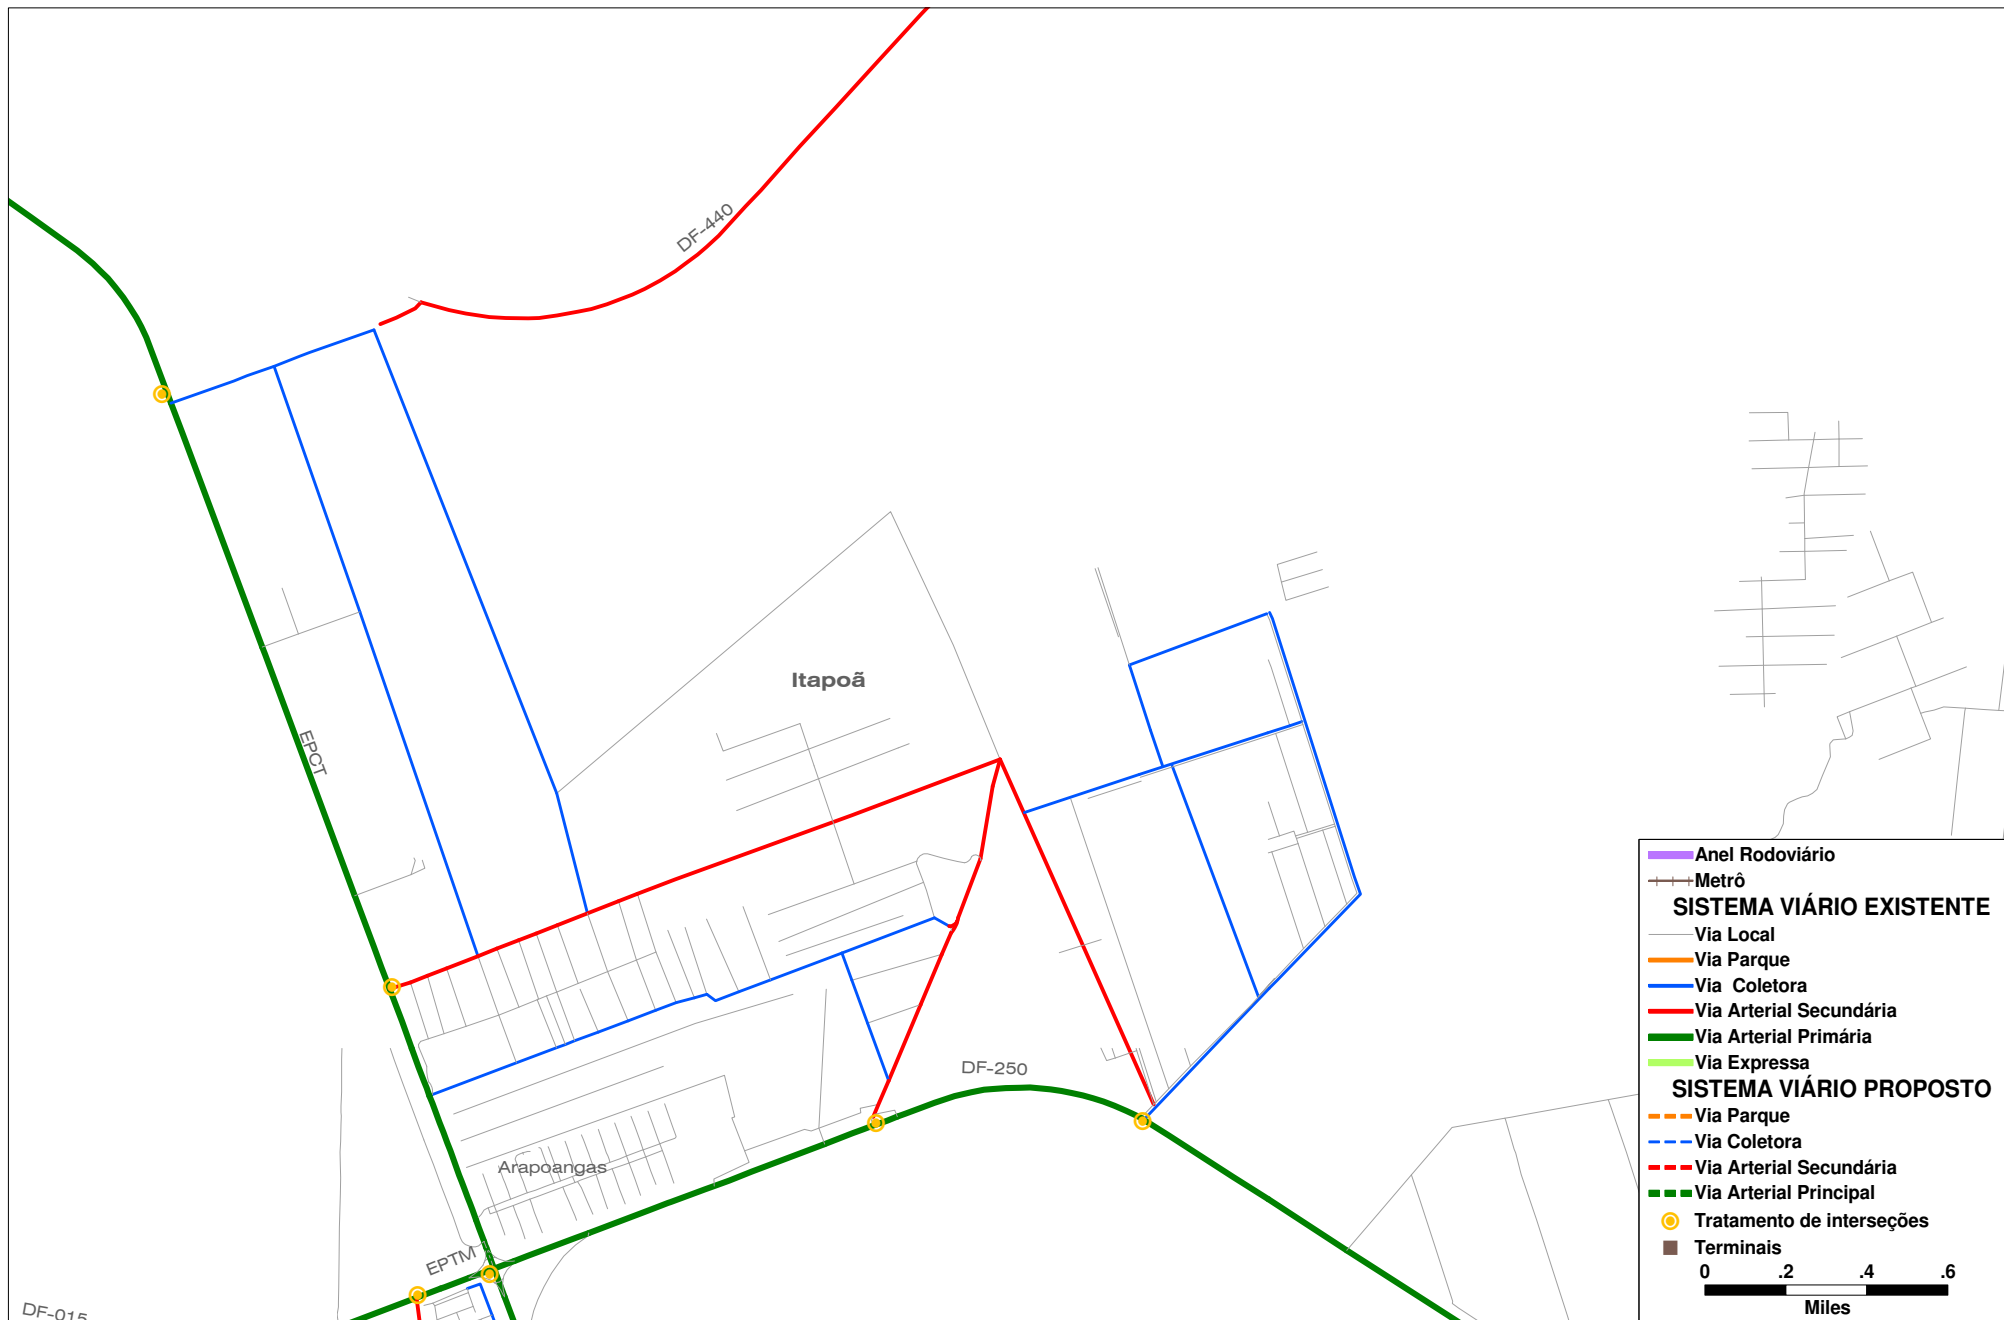 DF-440
Itapoã
EPCT
DF-250
Arapoangas
EPTM
DF-015
Anel Rodoviário
Metrô
SISTEMA VIÁRIO EXISTENTE
Via Local
Via Parque
Via Coletora
Via Arterial Secundária
Via Arterial Primária
Via Expressa
SISTEMA VIÁRIO PROPOSTO
Via Parque
Via Coletora
Via Arterial Secundária
Via Arterial Principal
Tratamento de interseções
Terminais
0 .2 .4 .6
Miles